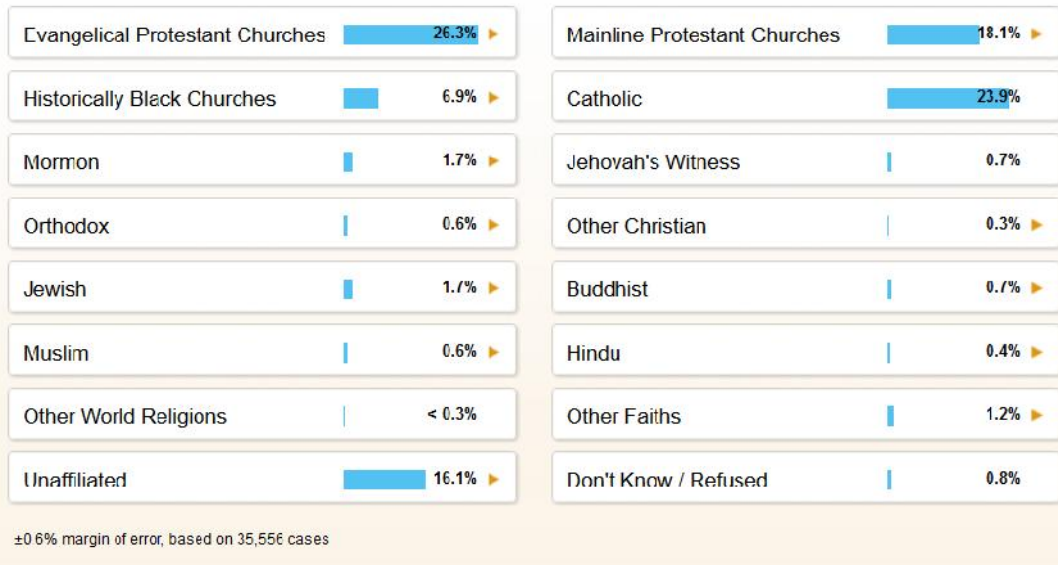 Evangelical Protestant Churches 26.3%
Mainline Protestant Churches 18.1%
Historically Black Churches 6.9%
Catholic 23.9%
Mormon 1.7%
Jehovah's Witness 0.7%
Orthodox 0.6%
Other Christian 0.3%
Jewish 1.7%
Buddhist 0.7%
Muslim 0.6%
Hindu 0.4%
Other World Religions < 0.3%
Other Faiths 1.2%
Unaffiliated 16.1%
Don't Know / Refused 0.8%
±0.6% margin of error, based on 35,556 cases